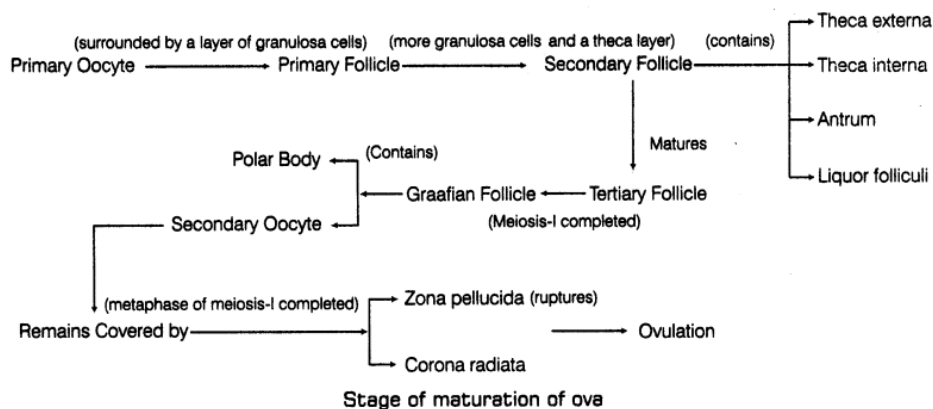 Theca externa
(surrounded by a layer of granulosa cells) (more granulosa cells and a theca layer) (contains)
Primary Oocyte Primary Follicle Secondary Follicle Theca interna
Antrum
Matures
Polar Body (Contains)
Liquor folliculi
Graafian Follicle Tertiary Follicle
(Meiosis-I completed)
Secondary Oocyte
(metaphase of meiosis-I completed) Zona pellucida (ruptures)
Remains Covered by Ovulation
Corona radiata
Stage of maturation of ova